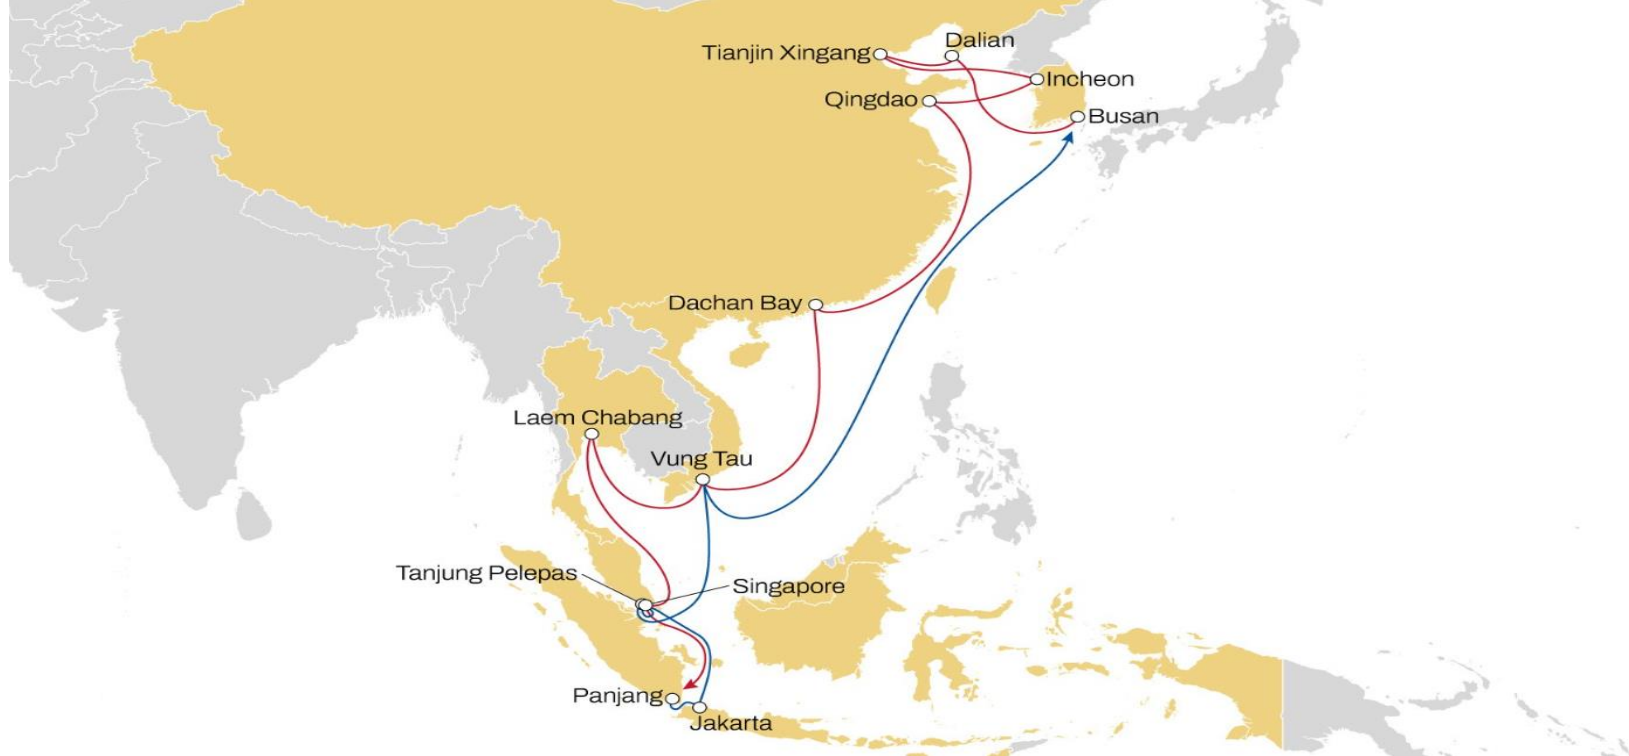 Dalian
Tianjin Xingang
Incheon
Qingdao
Busan
Dachan Bay
Laem Chabang
Vung Tau
Tanjung Pelepas
Singapore
Panjang
Jakarta